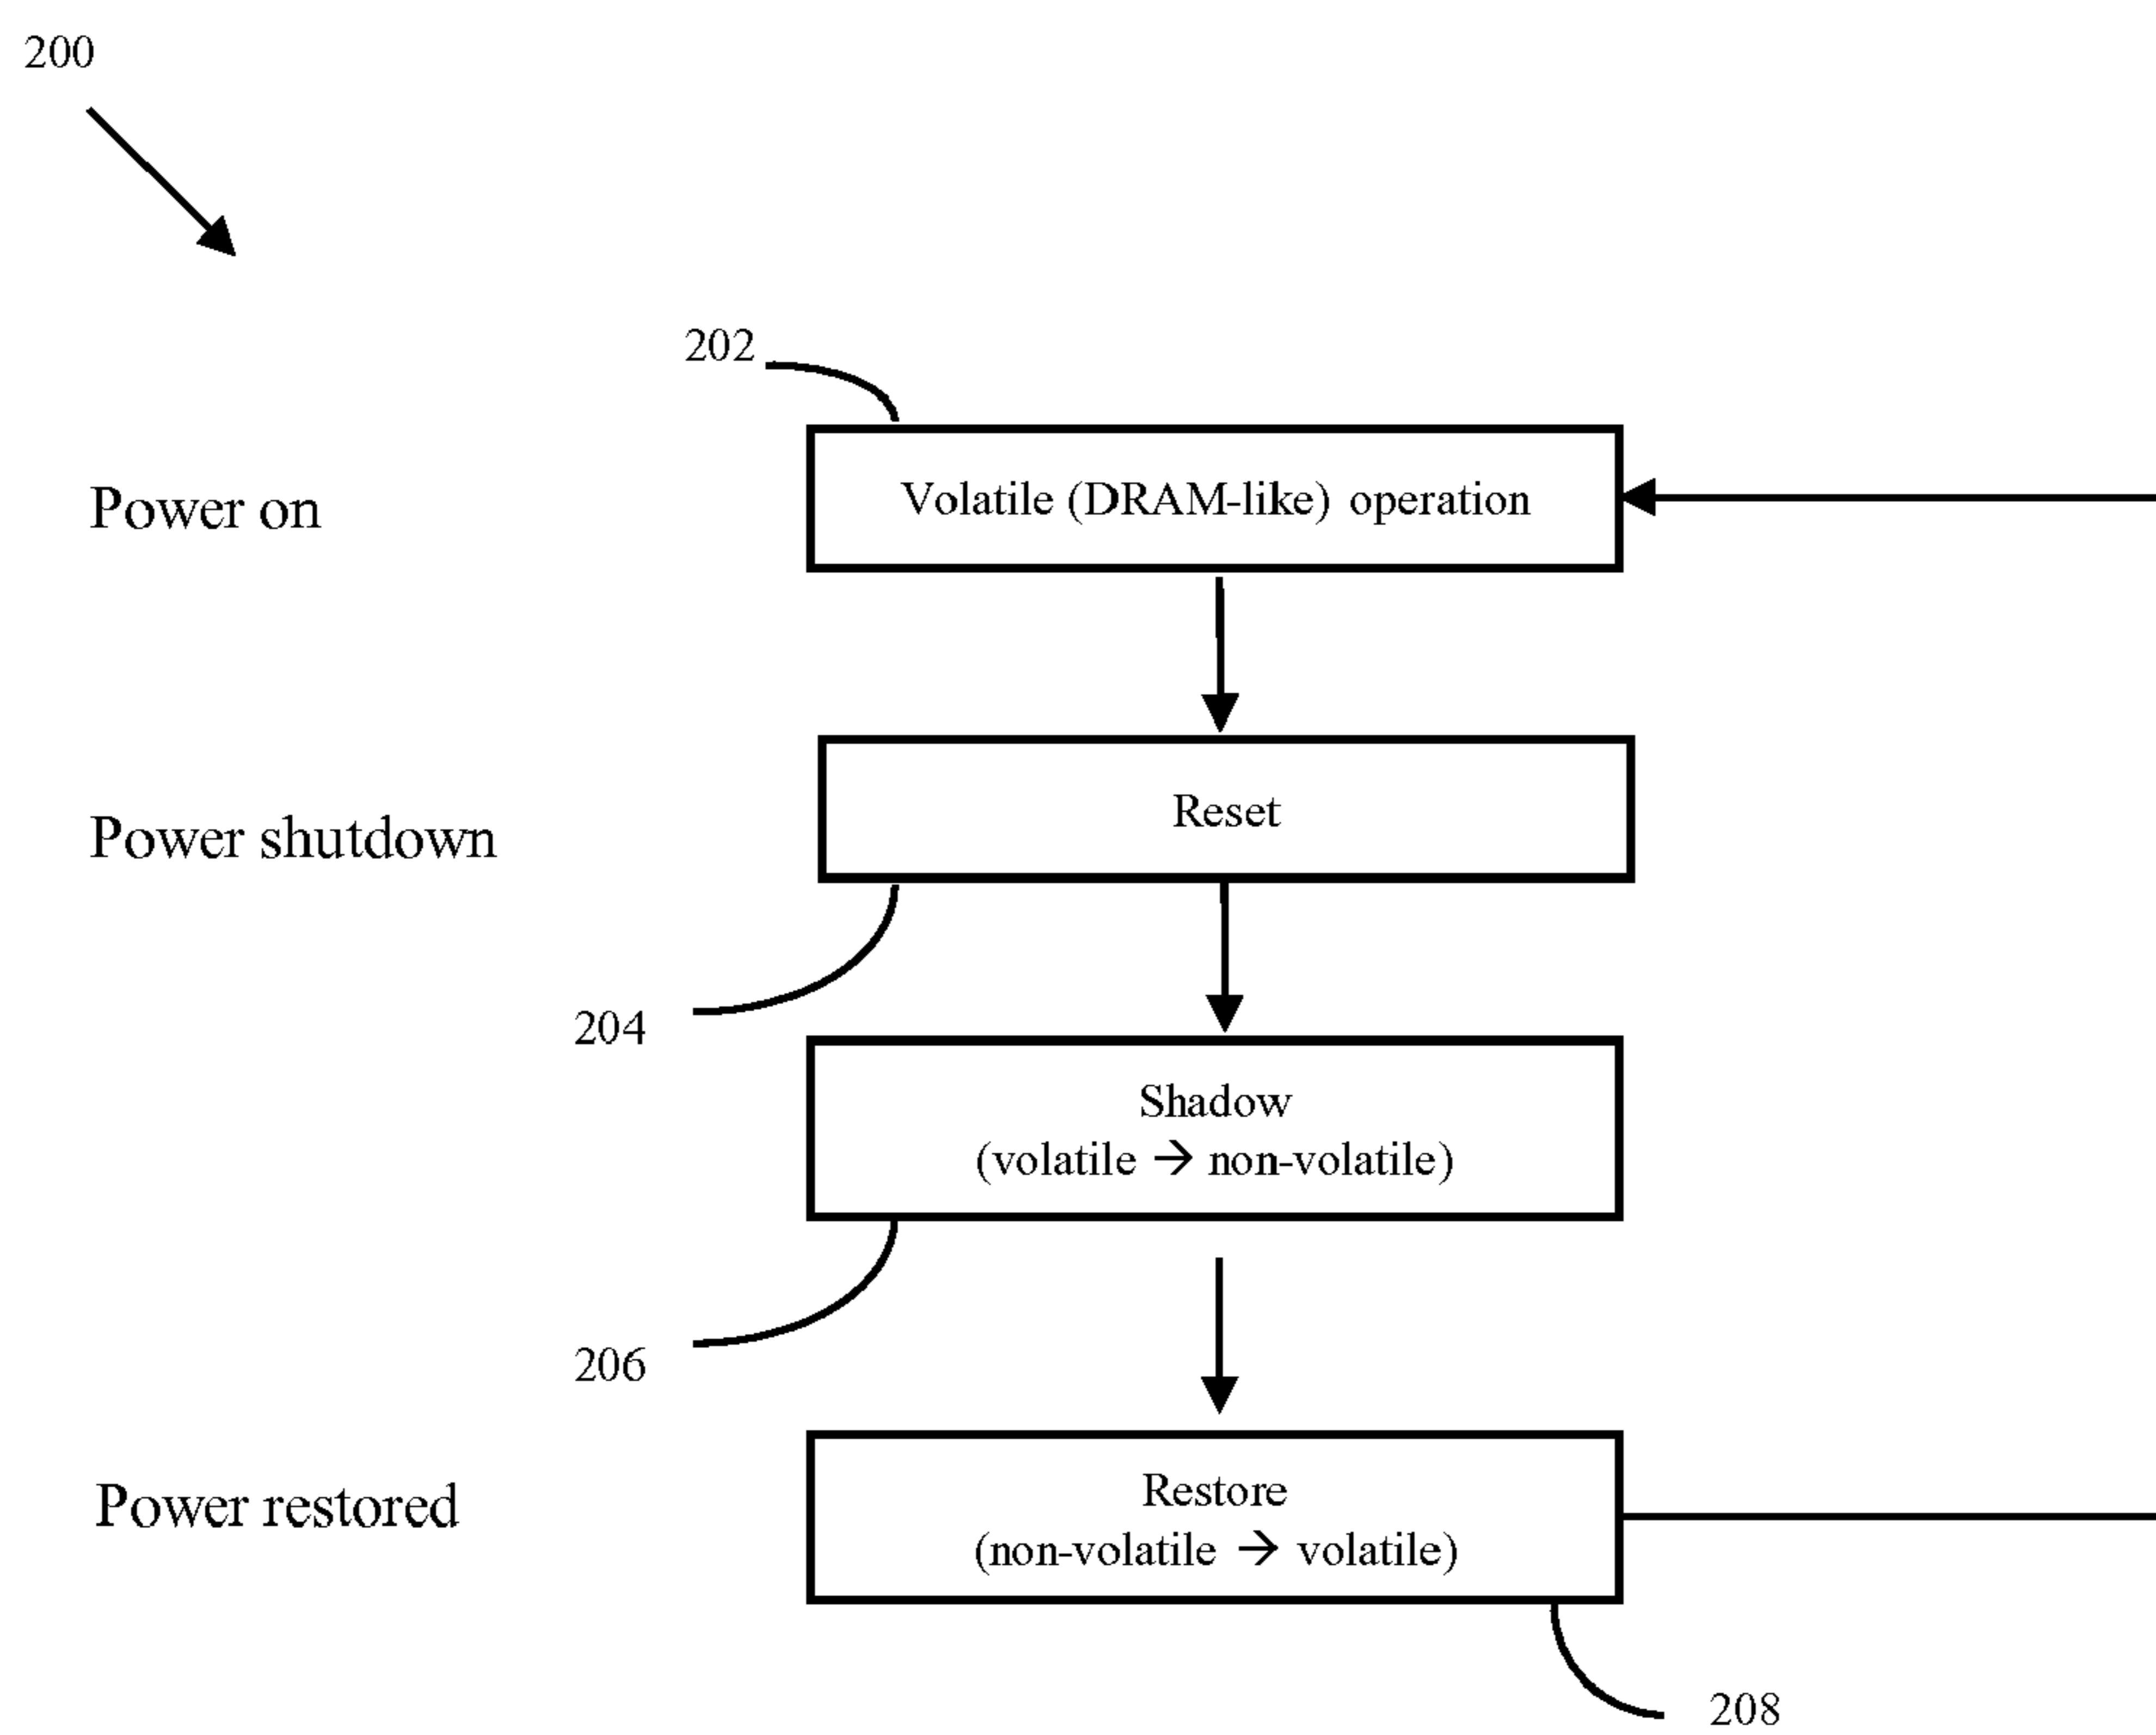 200
202
Power on
Volatile (DRAM-like) operation
Power shutdown
Reset
204
Shadow
(volatile → non-volatile)
206
Power restored
Restore
(non-volatile → volatile)
208